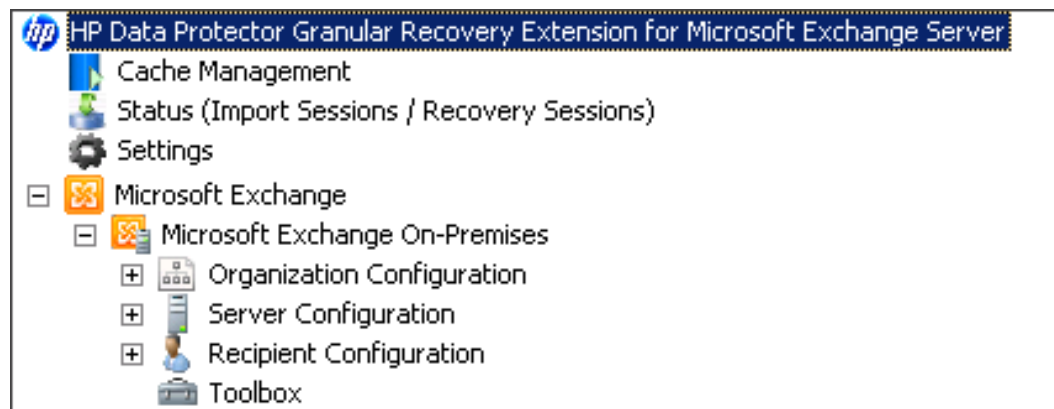 hp HP Data Protector Granular Recovery Extension for Microsoft Exchange Server
Cache Management
Status (Import Sessions / Recovery Sessions)
Settings
Microsoft Exchange
Microsoft Exchange On-Premises
Organization Configuration
Server Configuration
Recipient Configuration
Toolbox